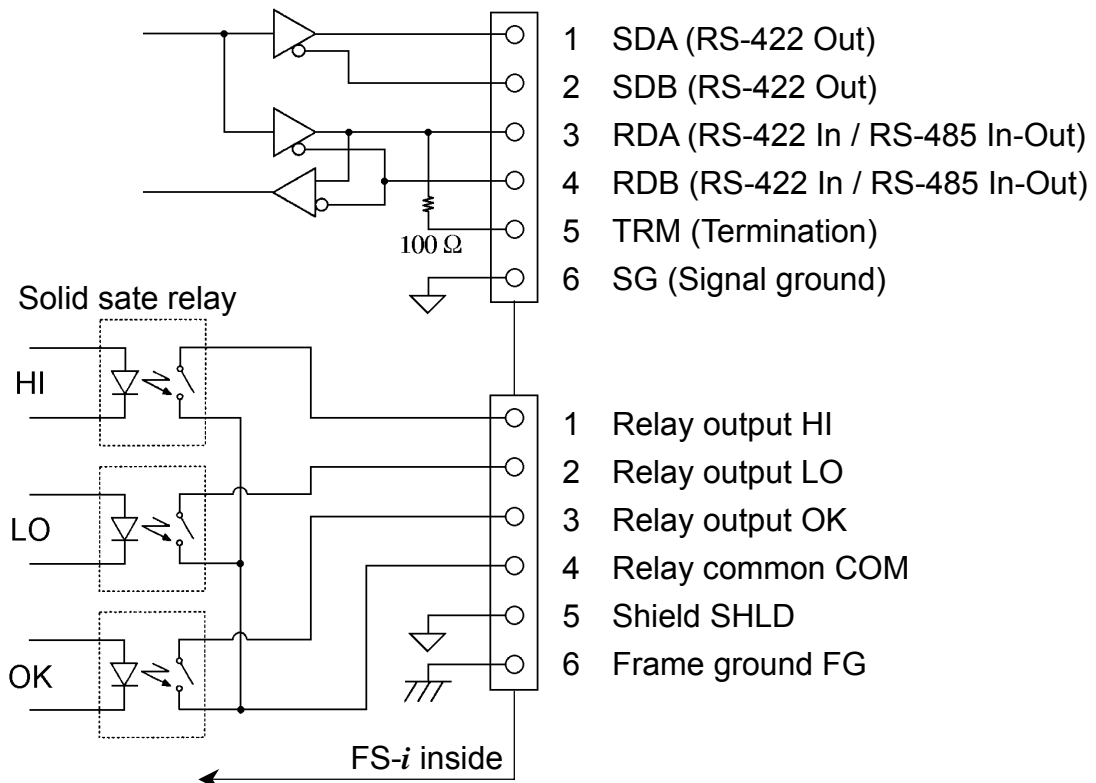 1 SDA (RS-422 Out)
2 SDB (RS-422 Out)
3 RDA (RS-422 In / RS-485 In-Out)
4 RDB (RS-422 In / RS-485 In-Out)
5 TRM (Termination)
100 Ω
6 SG (Signal ground)
Solid sate relay
HI
1 Relay output HI
2 Relay output LO
LO
3 Relay output OK
4 Relay common COM
5 Shield SHLD
OK
6 Frame ground FG
FS-i inside